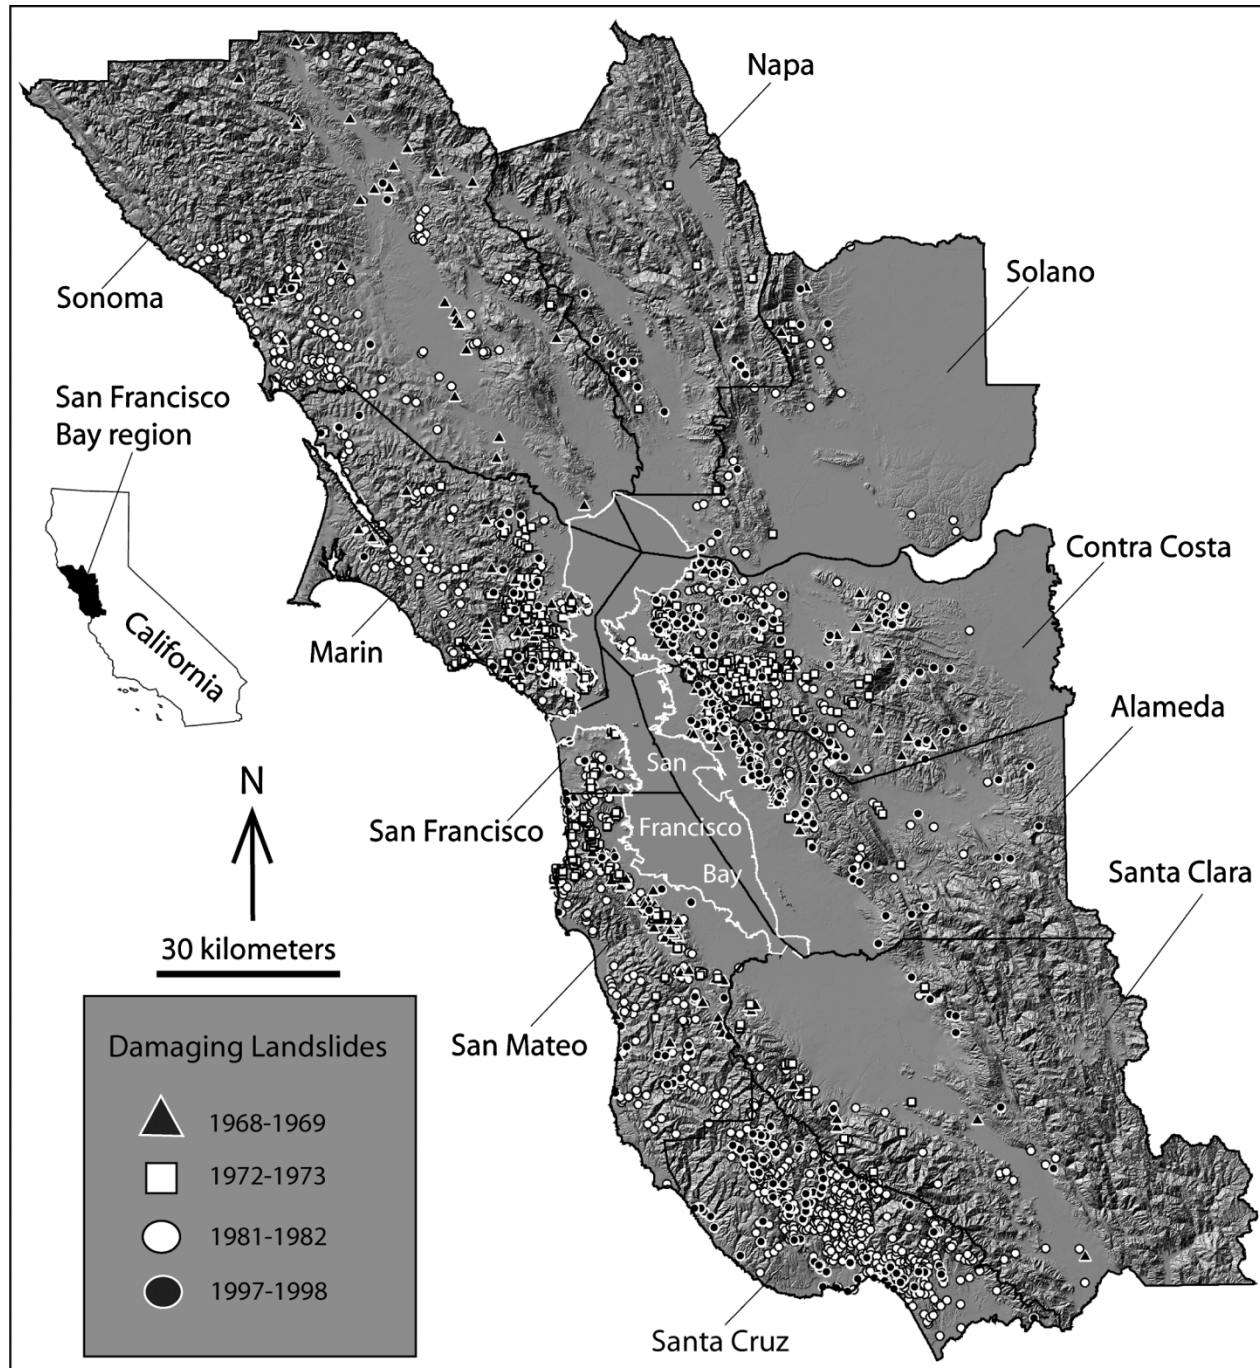 Napa
Solano
Sonoma
San Francisco
Bay region
Contra Costa
California
Marin
Alameda
San
Francisco
Bay
N
San Francisco
Santa Clara
30 kilometers
San Mateo
Damaging Landslides
1968-1969
1972-1973
1981-1982
1997-1998
Santa Cruz